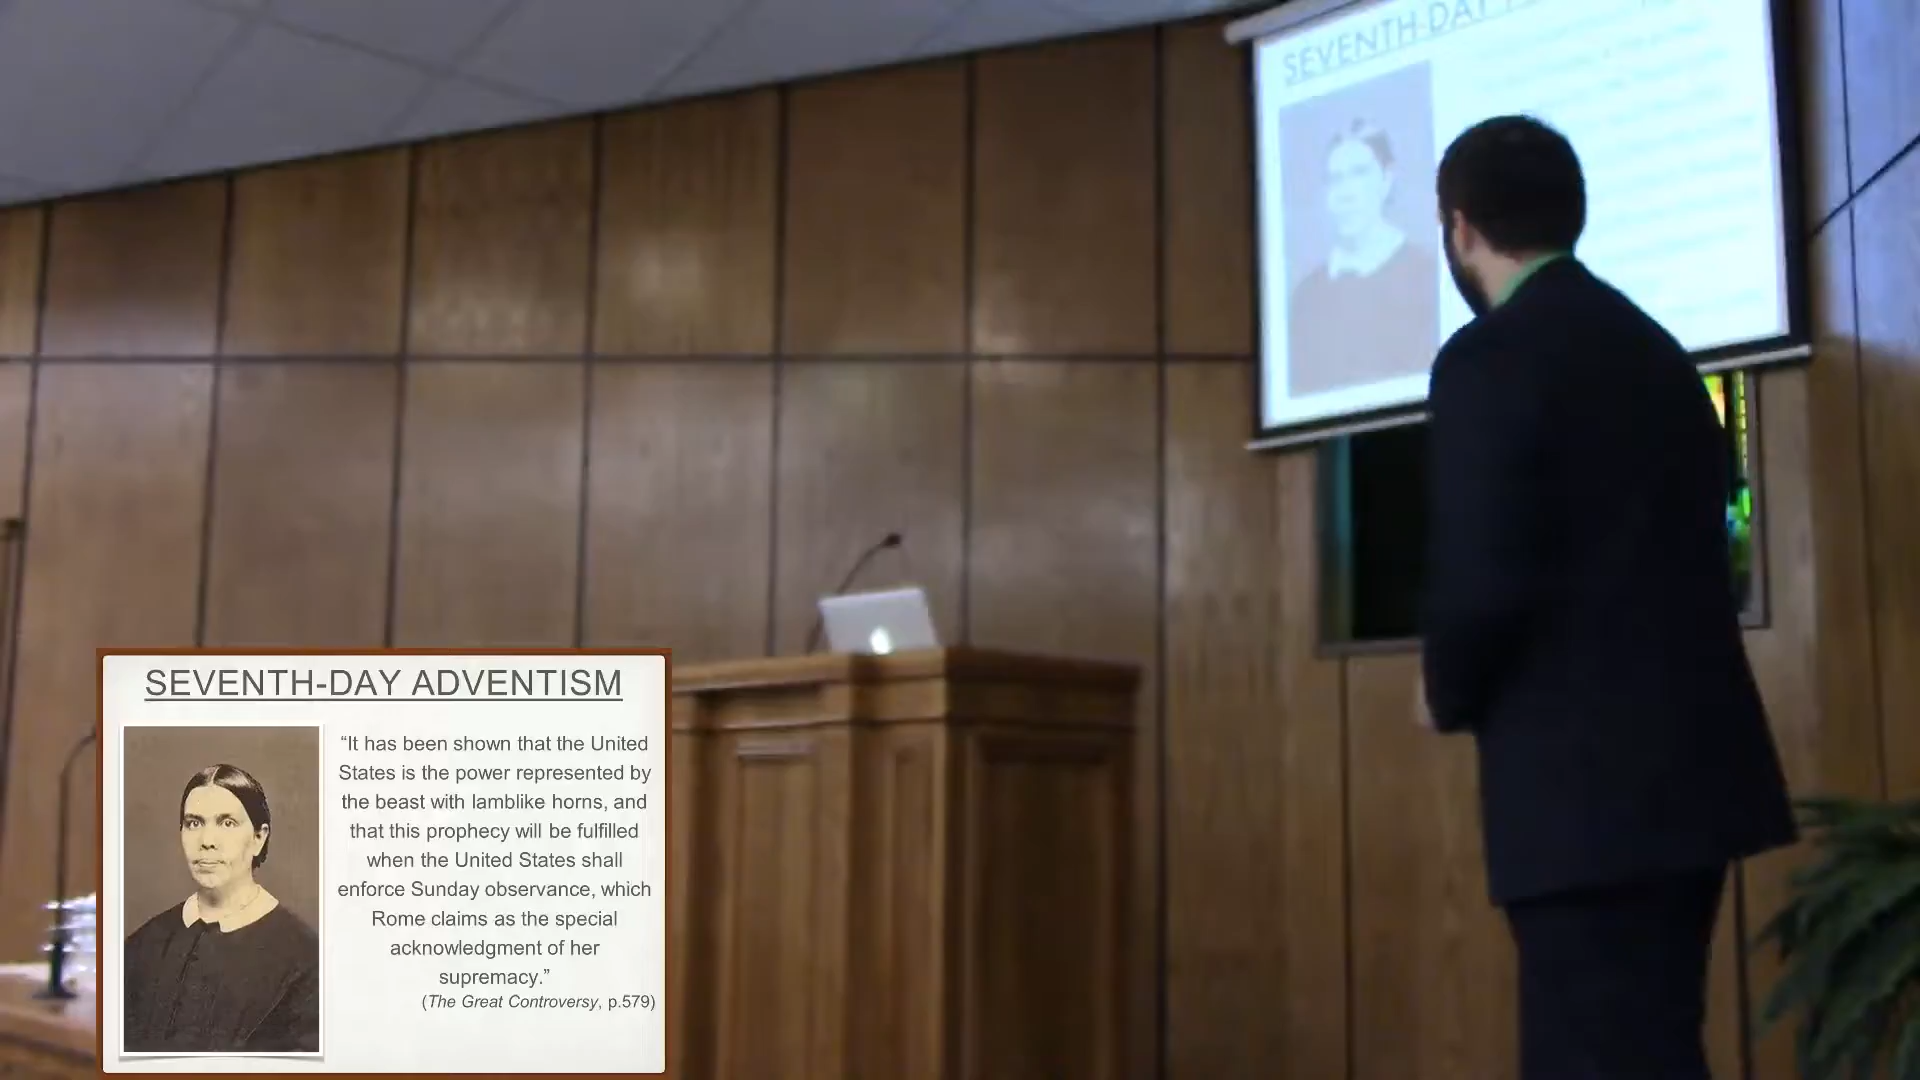 SEVENTH-DAY
SEVENTH-DAY ADVENTISM
“It has been shown that the United
States is the power represented by
the beast with lamblike horns, and
that this prophecy will be fulfilled
when the United States shall
enforce Sunday observance, which
Rome claims as the special
acknowledgment of her
supremacy.”
(The Great Controversy, p.579)